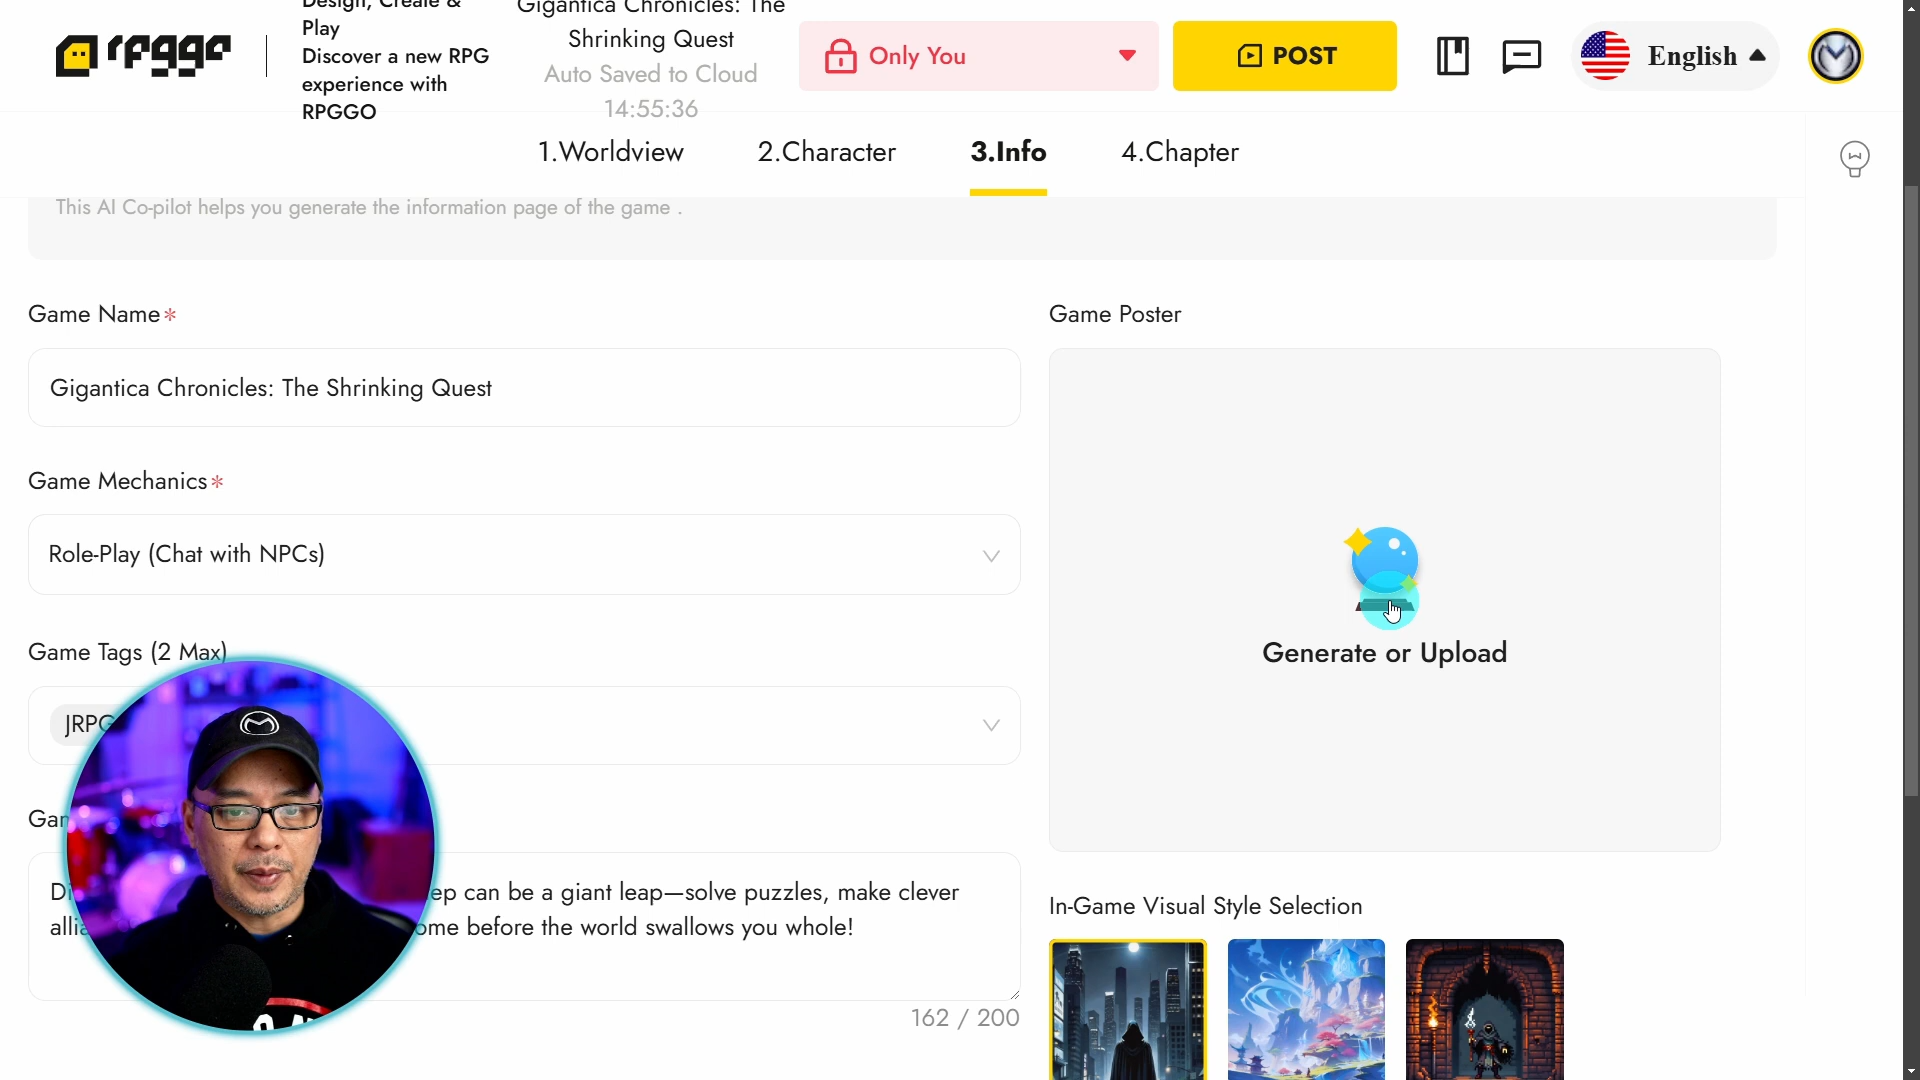 rpggo
Design, Create &
Play
Discover a new RPG
experience with
RPGGO
Gigantica Chronicles: The
Shrinking Quest
Auto Saved to Cloud
14:55:36
Only You
POST
English
1.Worldview
2.Character
3.Info
4.Chapter
This AI Co-pilot helps you generate the information page of the game .
Game Name*
Gigantica Chronicles: The Shrinking Quest
Game Mechanics*
Role-Play (Chat with NPCs)
Game Tags (2 Max)
JRPG
Game Poster
Generate or Upload
ep can be a giant leap—solve puzzles, make clever
ome before the world swallows you whole!
162 / 200
In-Game Visual Style Selection